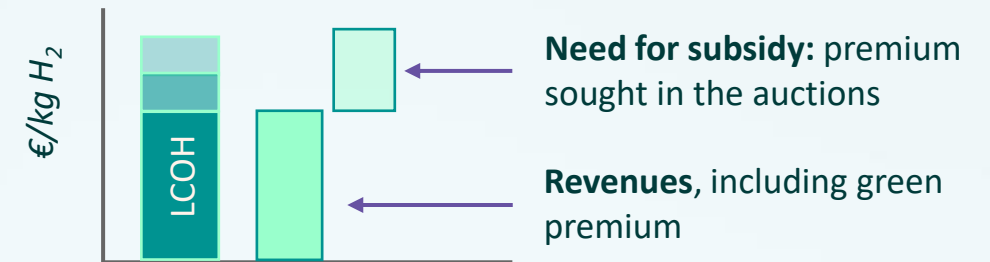 €/kg H₂
LCOH
Need for subsidy: premium
sought in the auctions
Revenues, including green
premium